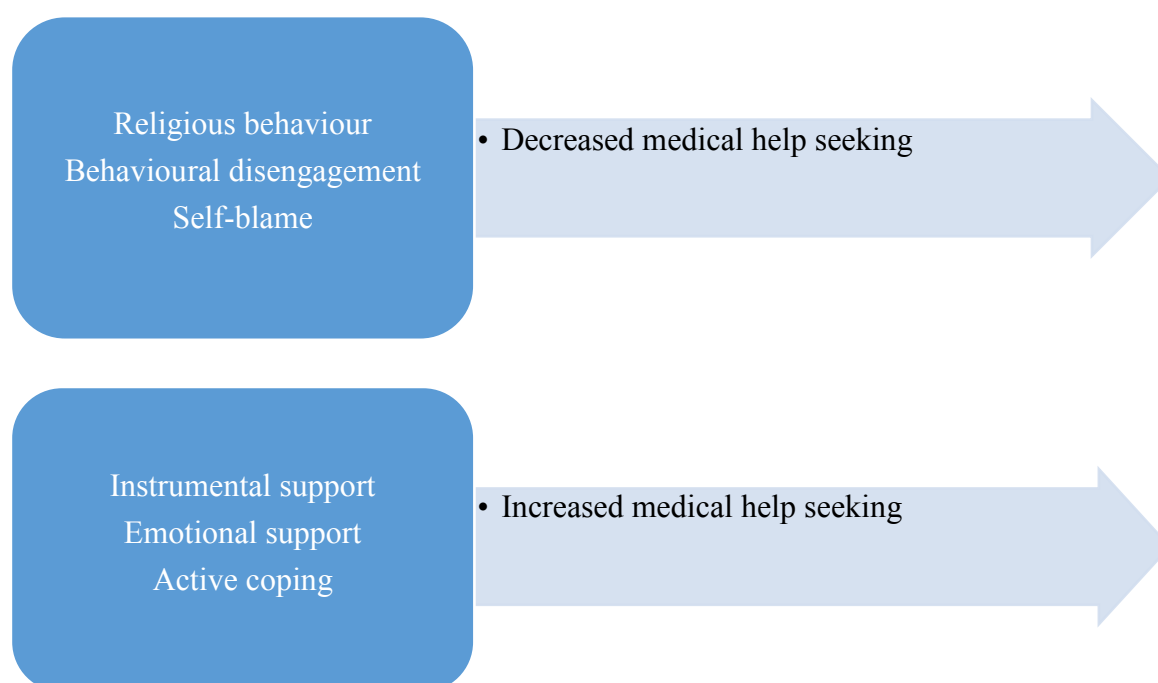 Religious behaviour
Behavioural disengagement
Self-blame
• Decreased medical help seeking
Instrumental support
Emotional support
Active coping
• Increased medical help seeking